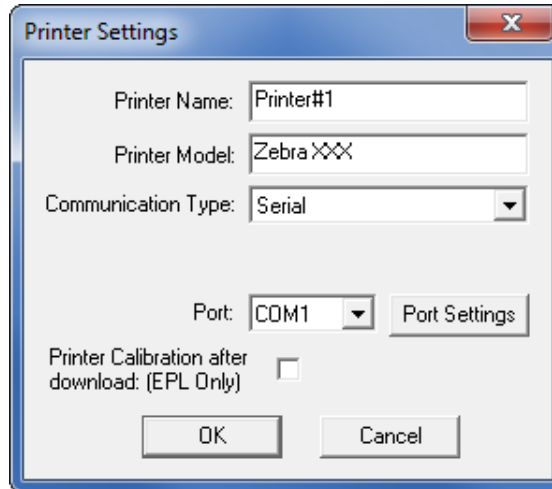 Printer Settings
Printer Name: Printer#1
Printer Model: Zebra XXX
Communication Type: Serial
Port: COM1 Port Settings
Printer Calibration after
download: (EPL Only)
OK Cancel